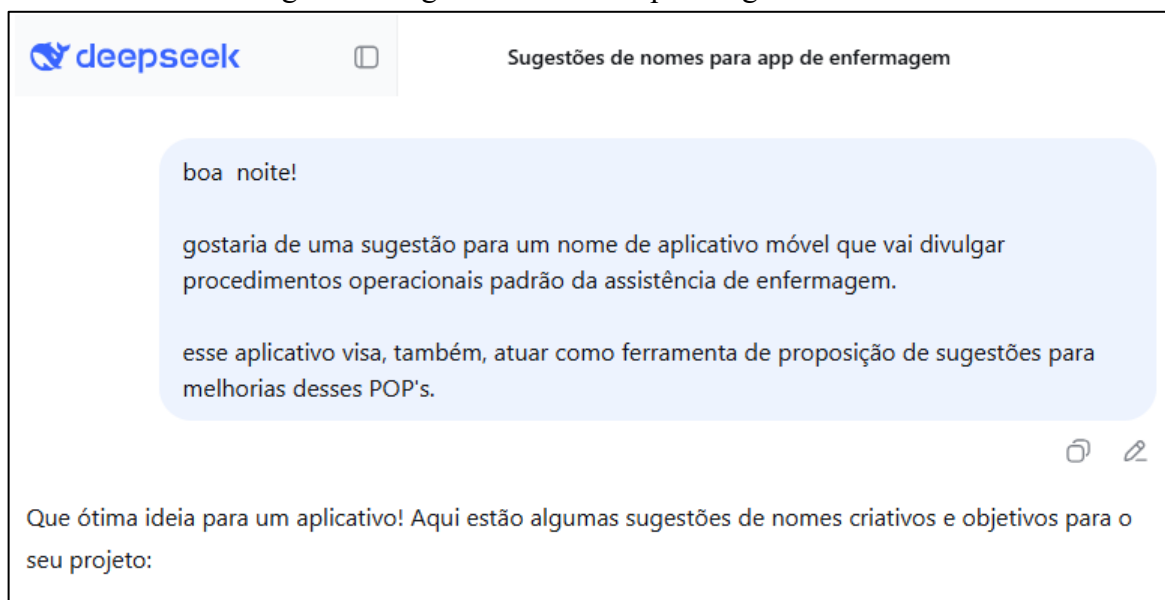 deepseek
Sugestões de nomes para app de enfermagem
boa  noite!
gostaria de uma sugestão para um nome de aplicativo móvel que vai divulgar
procedimentos operacionais padrão da assistência de enfermagem.
esse aplicativo visa, também, atuar como ferramenta de proposição de sugestões para
melhorias desses POP's.
Que ótima ideia para um aplicativo! Aqui estão algumas sugestões de nomes criativos e objetivos para o
seu projeto: